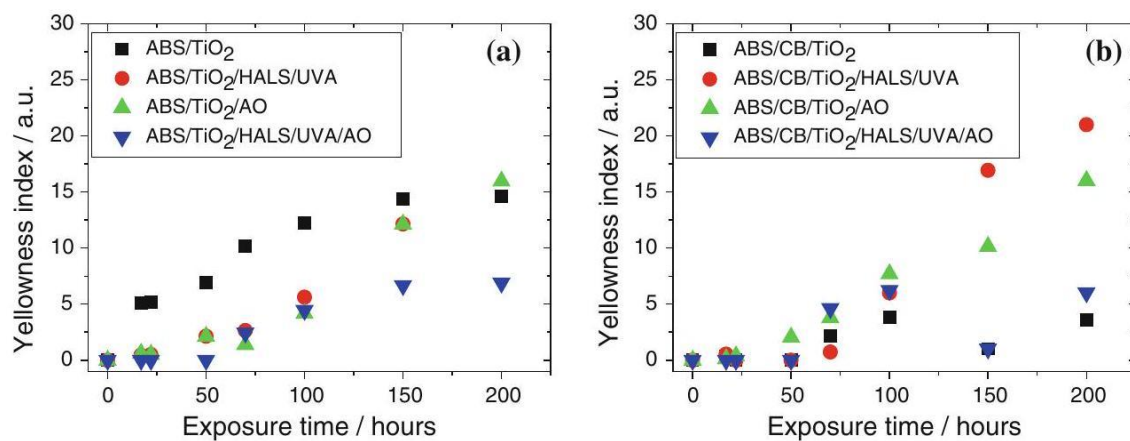 30
25
20
15
10
5
0
Yellowness index / a.u.
ABS/TiO2
ABS/TiO2/HALS/UVA
ABS/TiO2/AO
ABS/TiO2/HALS/UVA/AO
(a)
0 50 100 150 200
Exposure time / hours
30
25
20
15
10
5
0
Yellowness index / a.u.
ABS/CB/TiO2
ABS/CB/TiO2/HALS/UVA
ABS/CB/TiO2/AO
ABS/CB/TiO2/HALS/UVA/AO
(b)
0 50 100 150 200
Exposure time / hours